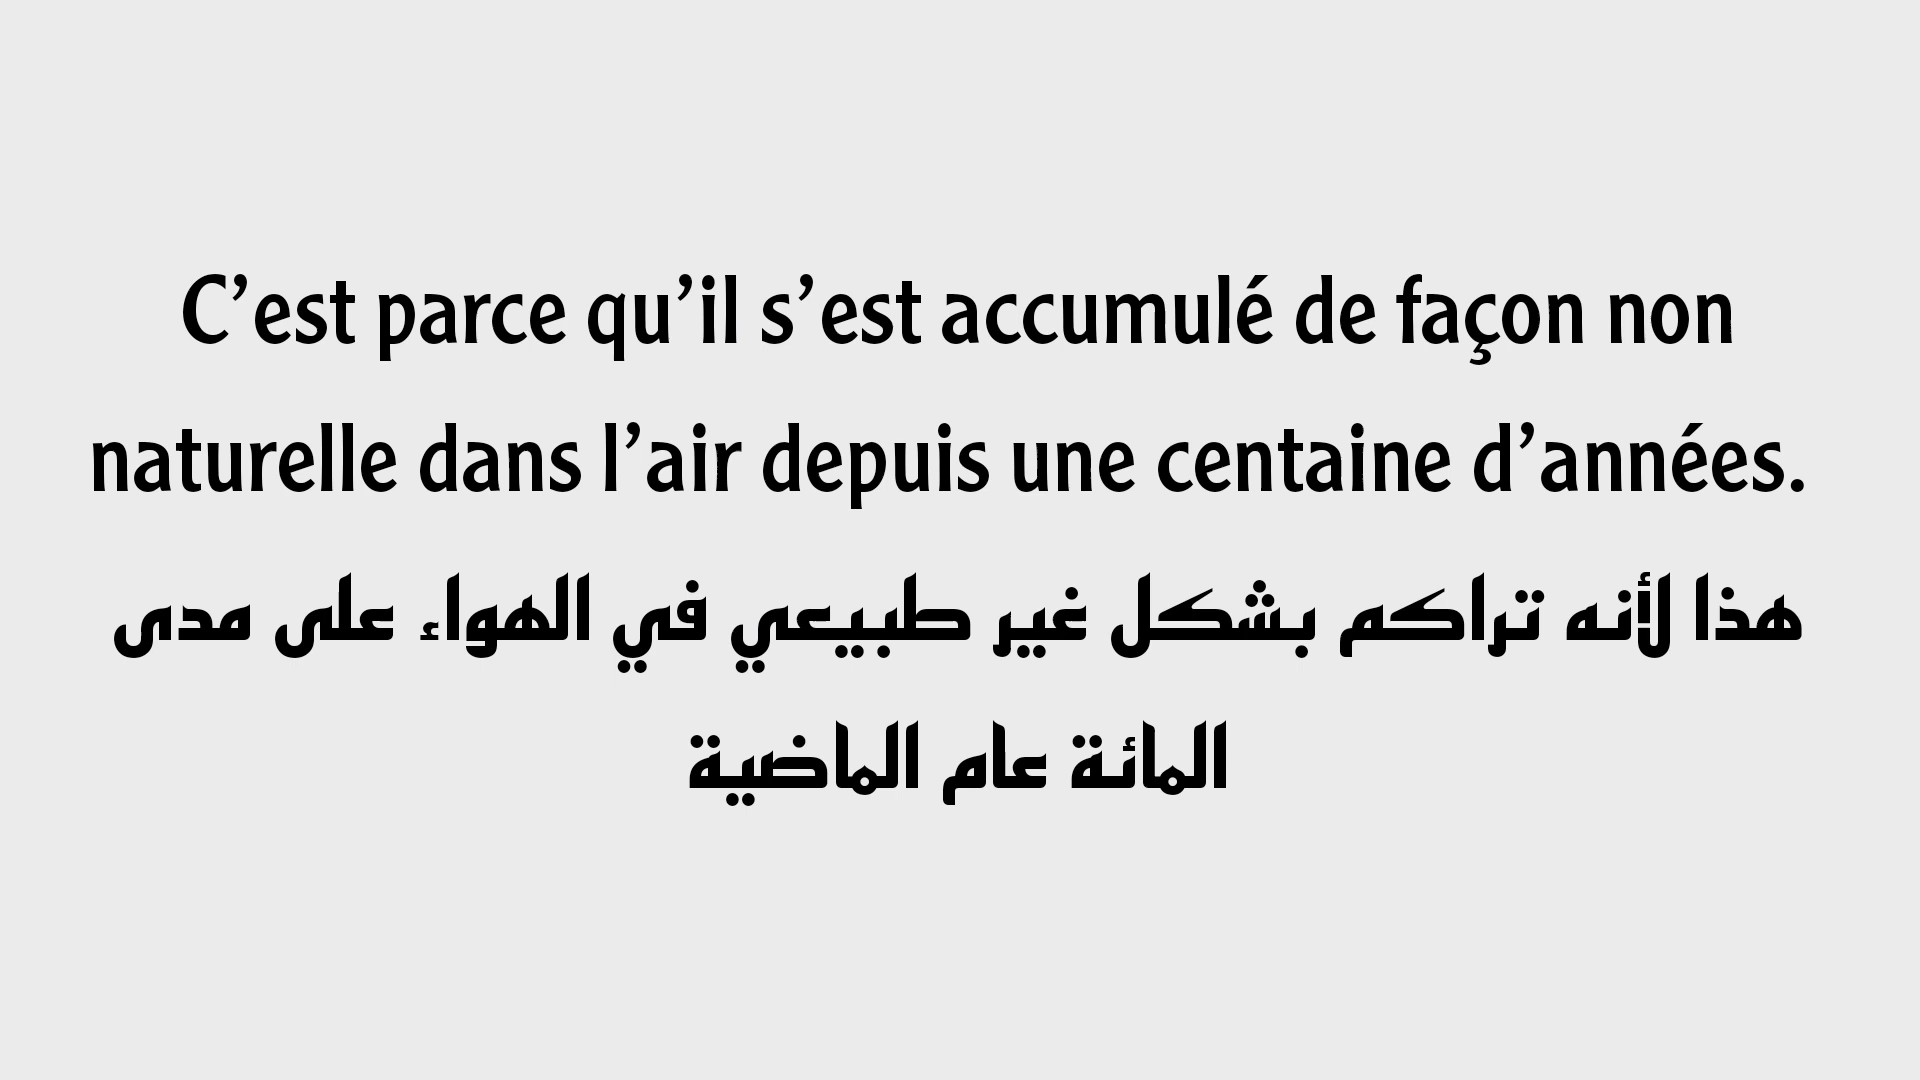 C’est parce qu’il s’est accumulé de façon non
naturelle dans l’air depuis une centaine d’années.
هذا لأنه تراكم بشكل غير طبيعي في الهواء على مدى
المائة عام الماضية